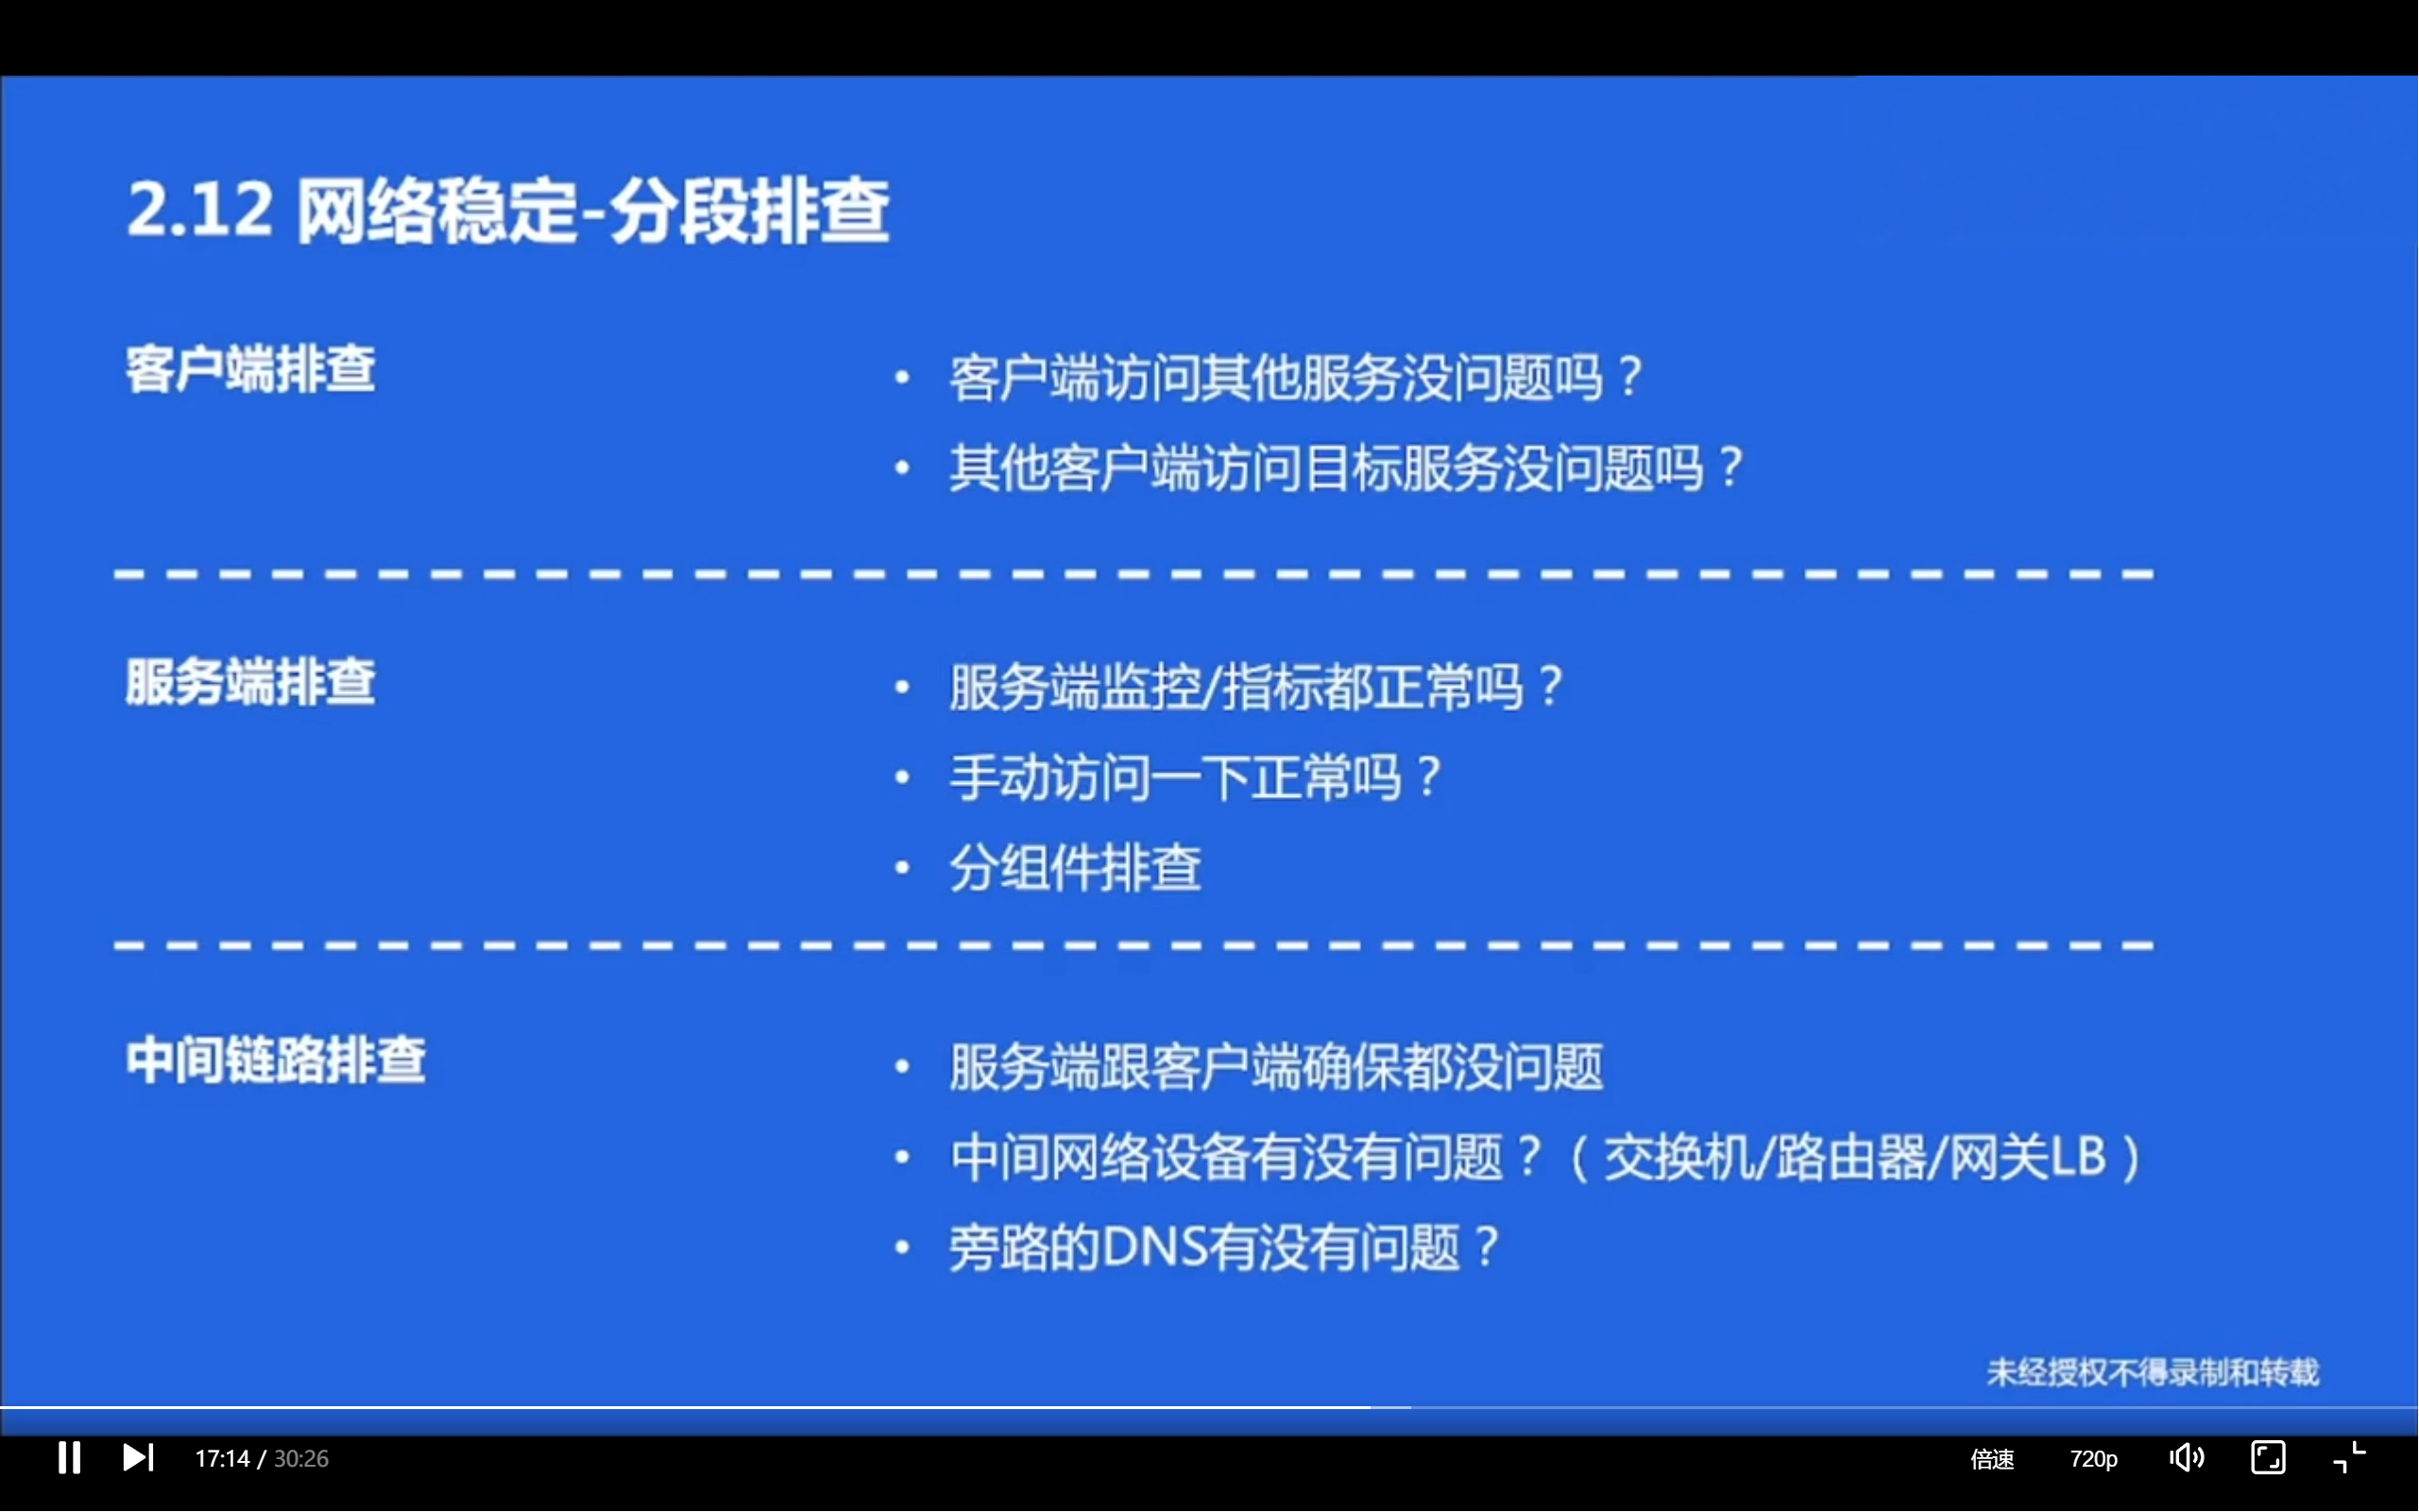 2.12 网络稳定-分段排查
客户端排查
• 客户端访问其他服务没问题吗？
• 其他客户端访问目标服务没问题吗？
服务端排查
• 服务端监控/指标都正常吗？
• 手动访问一下正常吗？
• 分组件排查
中间链路排查
• 服务端跟客户端确保都没问题
• 中间网络设备有没有问题？（交换机/路由器/网关LB）
• 旁路的DNS有没有问题？
未经授权不得录制和转载
17:14 / 30:26
倍速
720p